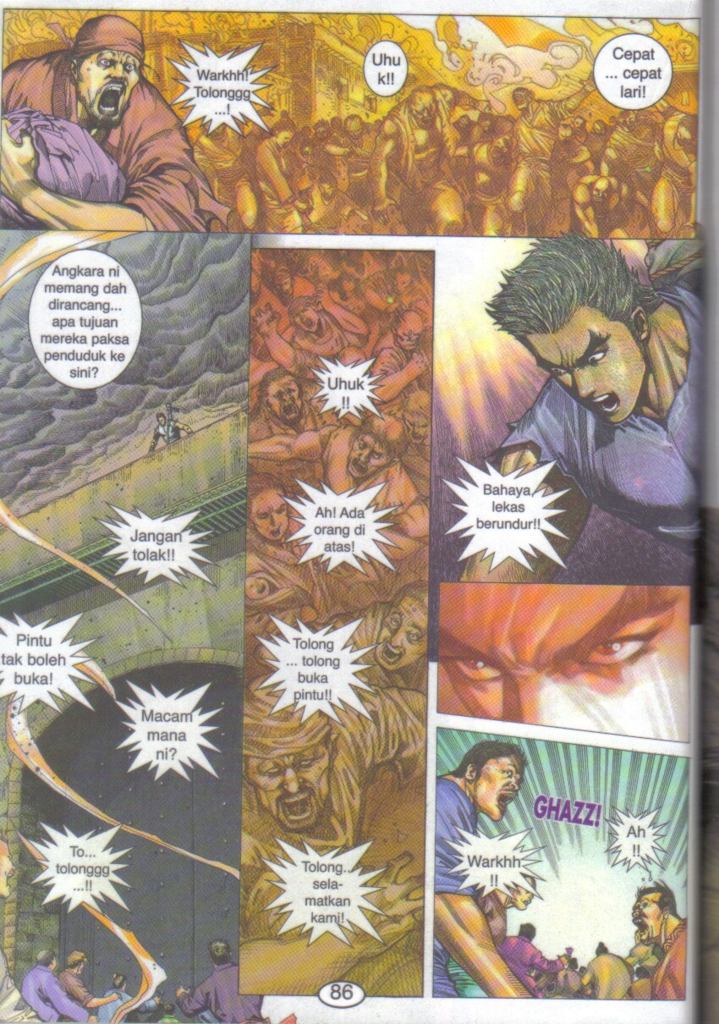 Warkhh!
Tolonggg
...!
Uhu
k!!
Cepat
... cepat
lari!
Angkara ni
memang dah
dirancang...
apa tujuan
mereka paksa
penduduk ke
sini?
Jangan
tolak!!
Pintu
tak boleh
buka!
Macam
mana
ni?
To...
tolonggg
...!!
Uhuk
!!
Ah! Ada
orang di
atas!
Tolong
... tolong
buka
pintu!!
Tolong..
sela-
matkan
kami!
Bahaya,
lekas
berundur!!
GHAZZ!
Warkhh
!!
Ah
!!
86